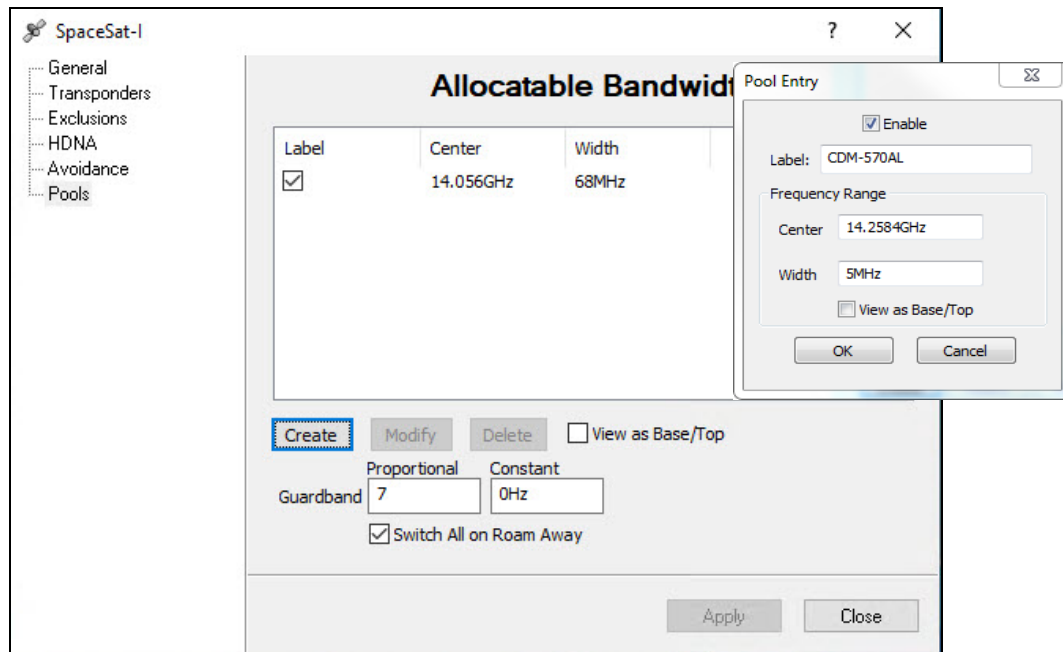 SpaceSat-I
?
General
Transponders
Exclusions
HDNA
Avoidance
Pools
Allocatable Bandwidt
Label Center Width
14.056GHz 68MHz
Create Modify Delete View as Base/Top
Proportional Constant
Guardband 7 0Hz
Switch All on Roam Away
Apply Close
Pool Entry
Enable
Label: CDM-570AL
Frequency Range
Center 14.2584GHz
Width 5MHz
View as Base/Top
OK Cancel